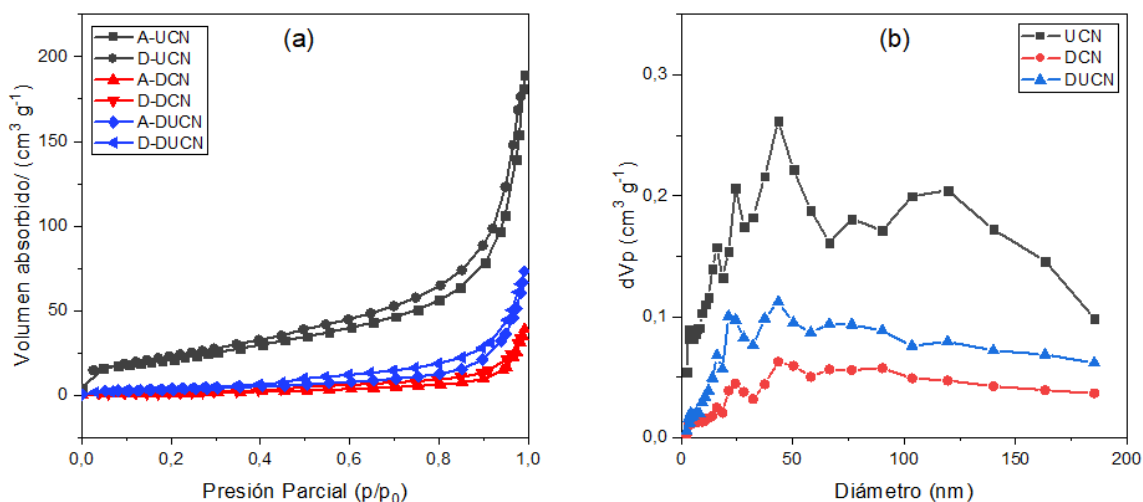 (a)
A-UCN
D-UCN
A-DCN
D-DCN
A-DUCN
D-DUCN
Volumen absorbido/ (cm³ g⁻¹)
200
150
100
50
0
0,0 0,2 0,4 0,6 0,8 1,0
Presión Parcial (p/p₀)
(b)
UCN
DCN
DUCN
dVp (cm³ g⁻¹)
0,3
0,2
0,1
0,0
0 50 100 150 200
Diámetro (nm)